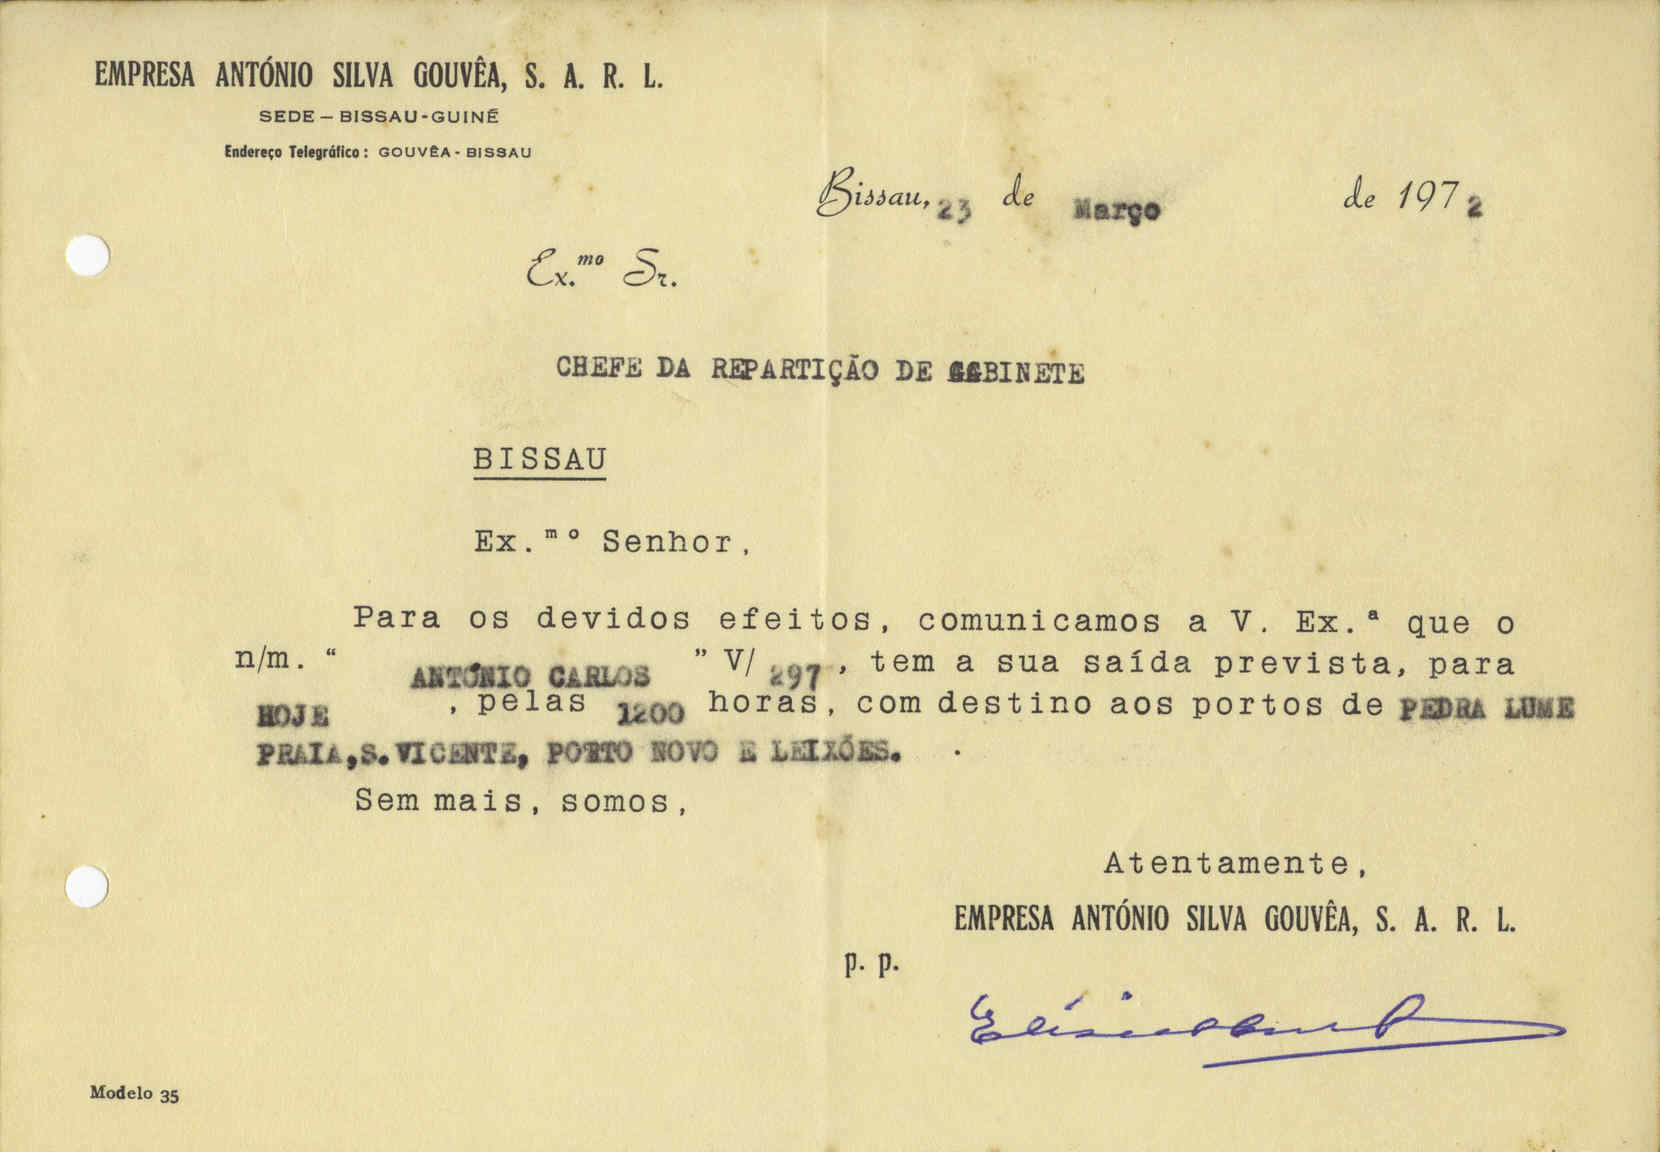 EMPRESA ANTÓNIO SILVA GOUVÊA, S. A. R. L.
SEDE — BISSAU - GUINÉ
Endereço Telegráfico : GOUVÊA - BISSAU
Bissau, 23 de Março de 1972
Ex.mo Sr.
CHEFE DA REPARTIÇÃO DE GABINETE
BISSAU
Ex.mo Senhor,
Para os devidos efeitos, comunicamos a V. Ex.ª que o
n/m. “ ANTÓNIO CARLOS ” V/ 297 , tem a sua saída prevista, para
HOJE , pelas 1200 horas, com destino aos portos de PEDRA LUME
PRAIA,S.VICENTE, PORTO NOVO E LEIXÕES. .
Sem mais, somos,
Atentamente,
EMPRESA ANTÓNIO SILVA GOUVÊA, S. A. R. L.
p. p.
Modelo 35